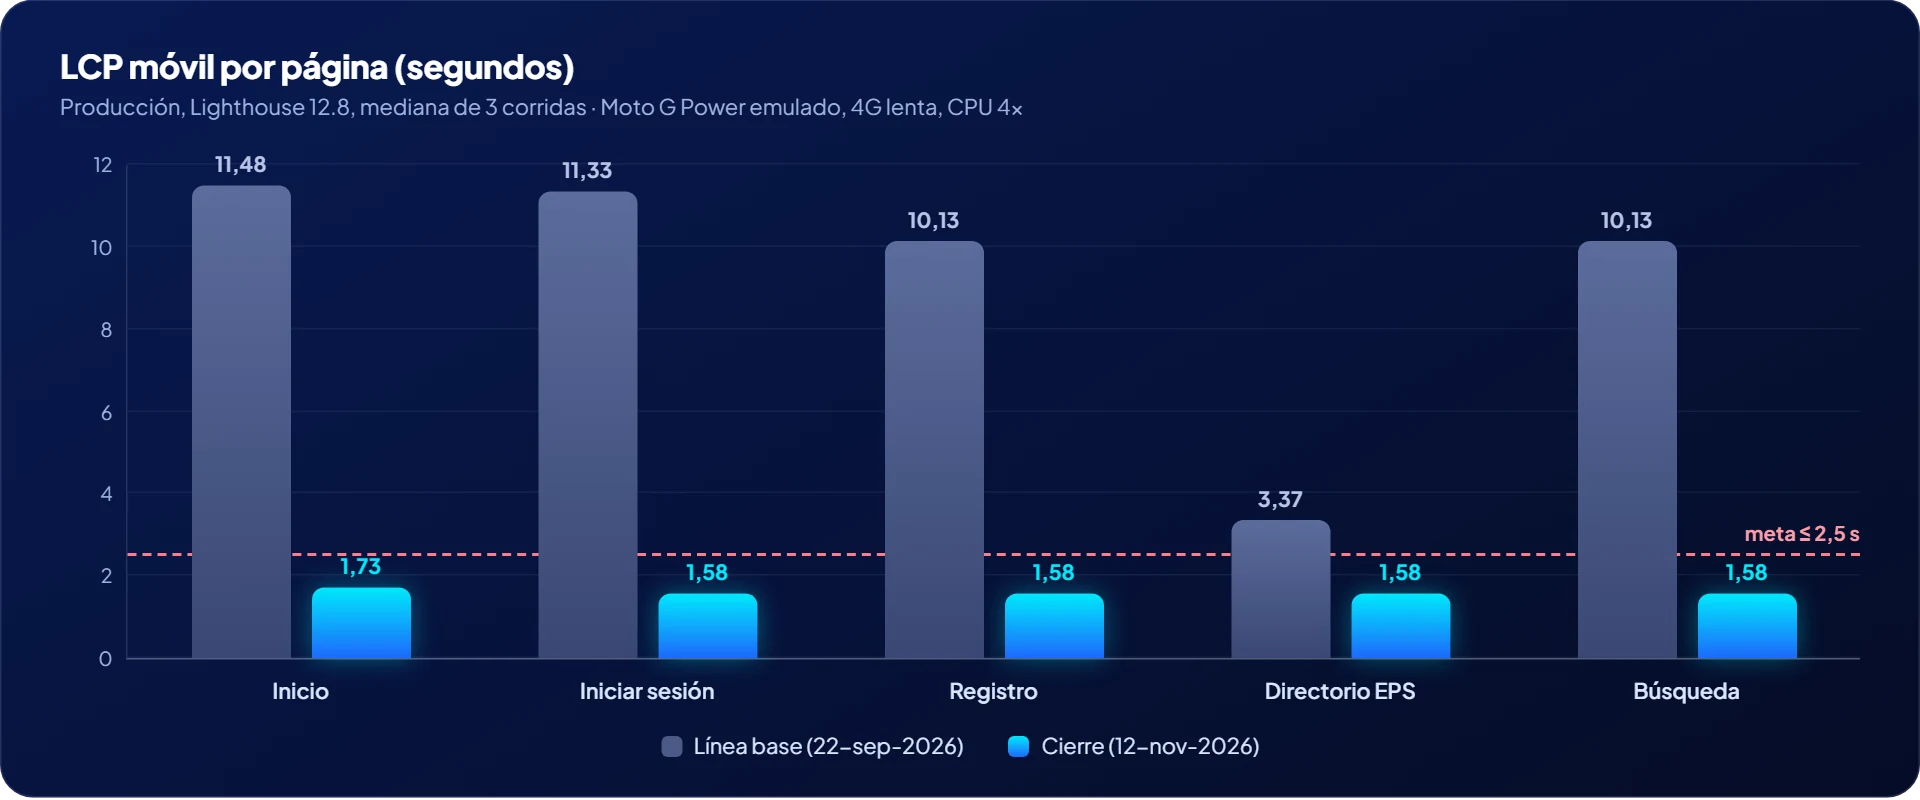 LCP móvil por página (segundos)
Producción, Lighthouse 12.8, mediana de 3 corridas · Moto G Power emulado, 4G lenta, CPU 4×
12
10
8
6
4
2
0
11,48
1,73
11,33
1,58
10,13
1,58
3,37
1,58
10,13
1,58
meta ≤ 2,5 s
Inicio
Iniciar sesión
Registro
Directorio EPS
Búsqueda
Línea base (22-sep-2026)
Cierre (12-nov-2026)